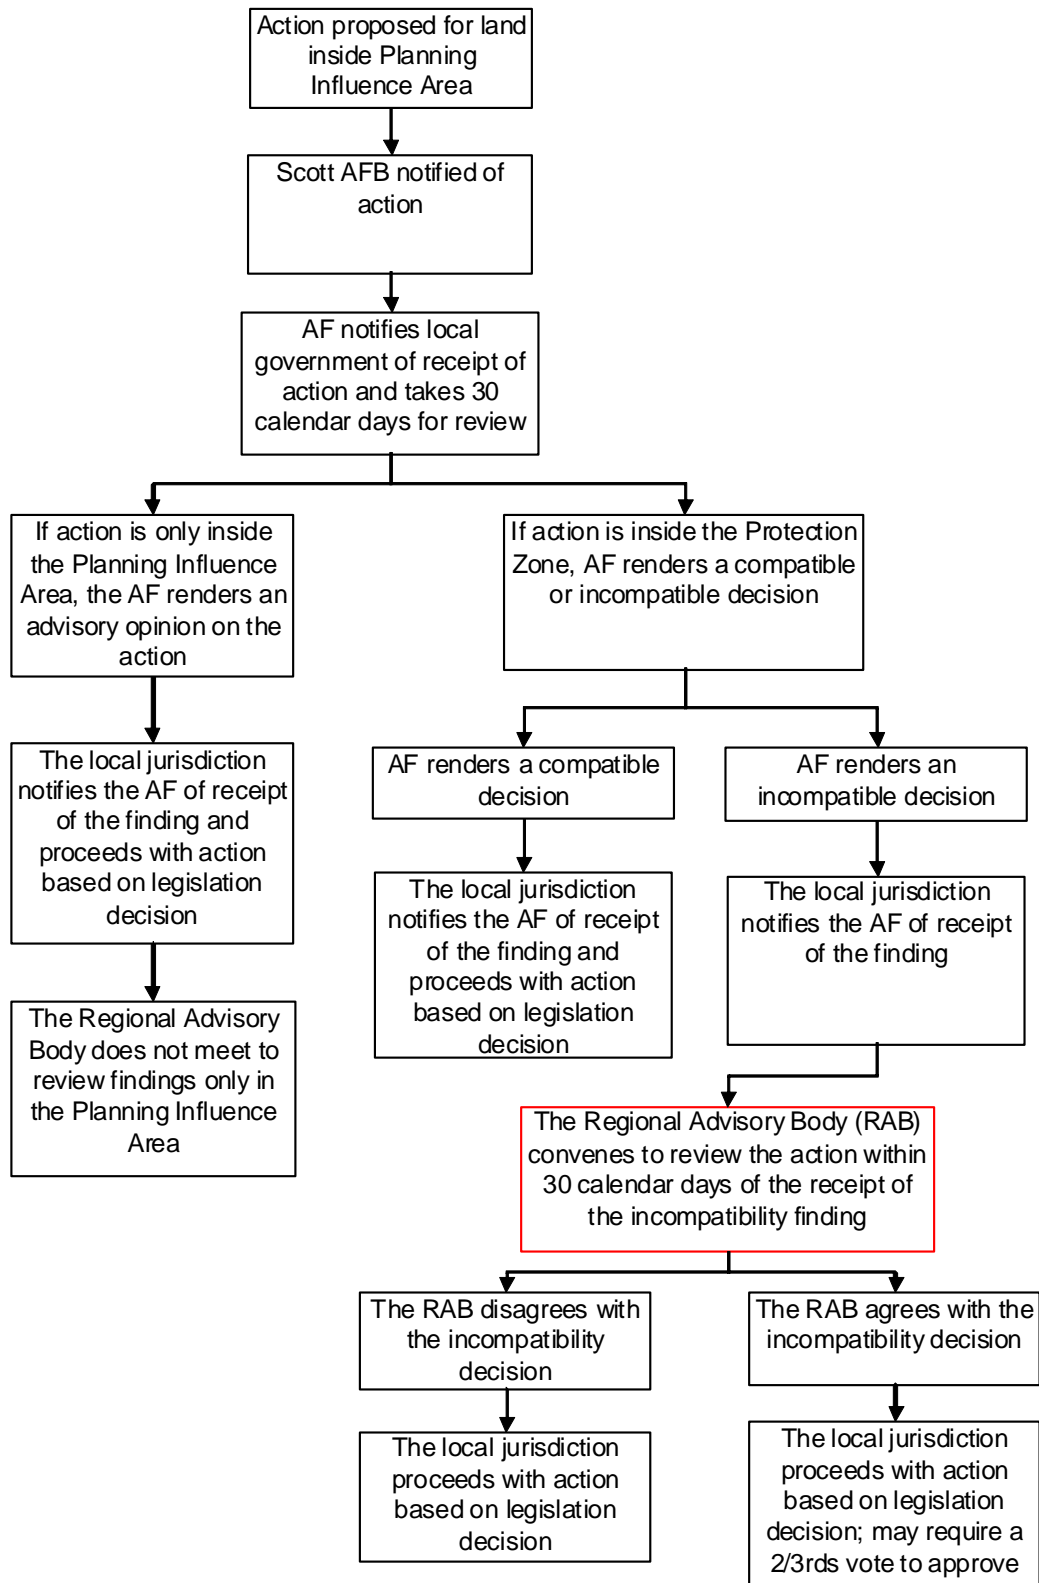 Action proposed for land
inside Planning
Influence Area
Scott AFB notified of
action
AF notifies local
government of receipt of
action and takes 30
calendar days for review
If action is only inside
the Planning Influence
Area, the AF renders an
advisory opinion on the
action
If action is inside the Protection
Zone, AF renders a compatible
or incompatible decision
The local jurisdiction
notifies the AF of receipt
of the finding and
proceeds with action
based on legislation
decision
AF renders a compatible
decision
AF renders an
incompatible decision
The local jurisdiction
notifies the AF of receipt
of the finding and
proceeds with action
based on legislation
decision
The local jurisdiction
notifies the AF of receipt
of the finding
The Regional Advisory
Body does not meet to
review findings only in
the Planning Influence
Area
The Regional Advisory Body (RAB)
convenes to review the action within
30 calendar days of the receipt of
the incompatibility finding
The RAB disagrees with
the incompatibility
decision
The RAB agrees with the
incompatibility decision
The local jurisdiction
proceeds with action
based on legislation
decision
The local jurisdiction
proceeds with action
based on legislation
decision; may require a
2/3rds vote to approve